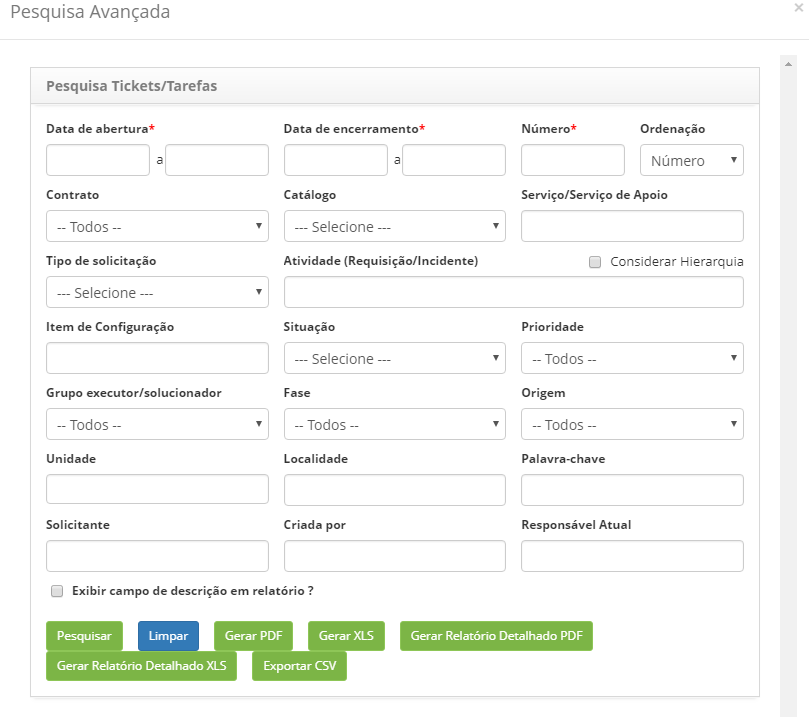 Pesquisa Avançada ×
Pesquisa Tickets/Tarefas
Data de abertura* Data de encerramento* Número* Ordenação
a a Número
Contrato Catálogo Serviço/Serviço de Apoio
-- Todos -- --- Selecione ---
Tipo de solicitação Atividade (Requisição/Incidente) Considerar Hierarquia
--- Selecione ---
Item de Configuração Situação Prioridade
--- Selecione --- -- Todos --
Grupo executor/solucionador Fase Origem
-- Todos -- -- Todos -- -- Todos --
Unidade Localidade Palavra-chave
Solicitante Criada por Responsável Atual
Exibir campo de descrição em relatório ?
Pesquisar Limpar Gerar PDF Gerar XLS Gerar Relatório Detalhado PDF
Gerar Relatório Detalhado XLS Exportar CSV